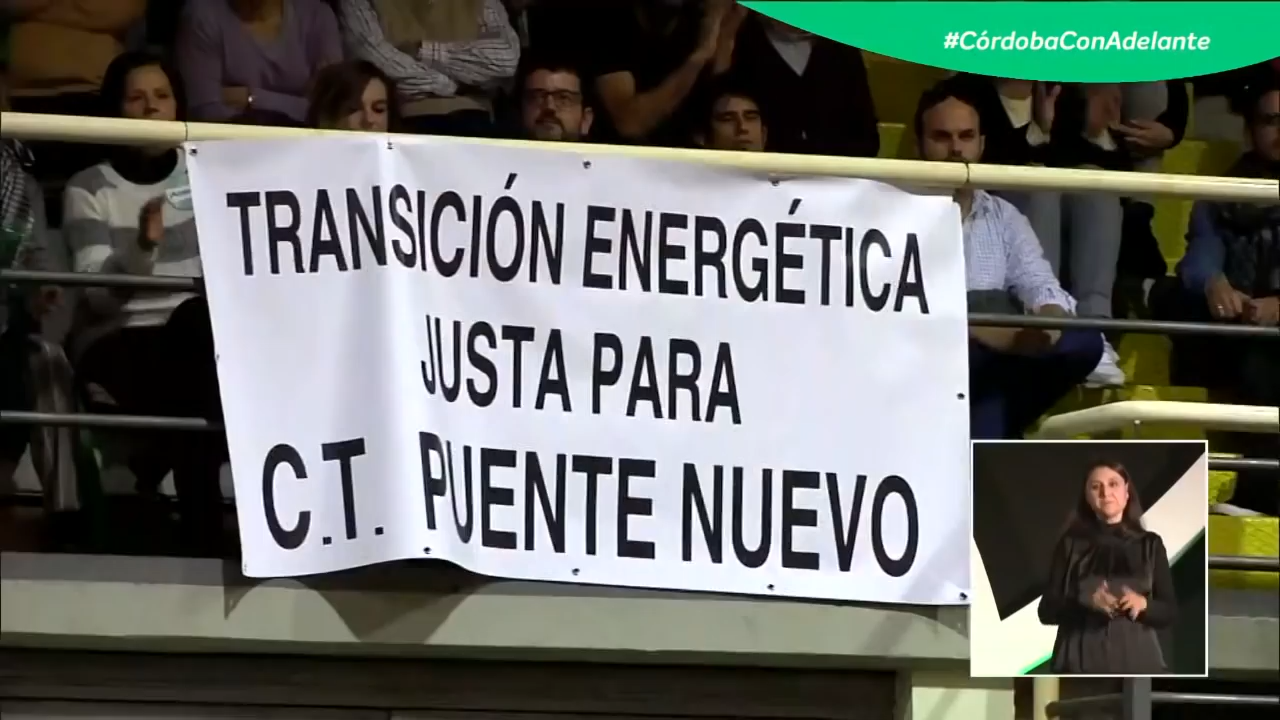 #CórdobaConAdelante
TRANSICIÓN ENERGÉTICA
JUSTA PARA
C.T. PUENTE NUEVO